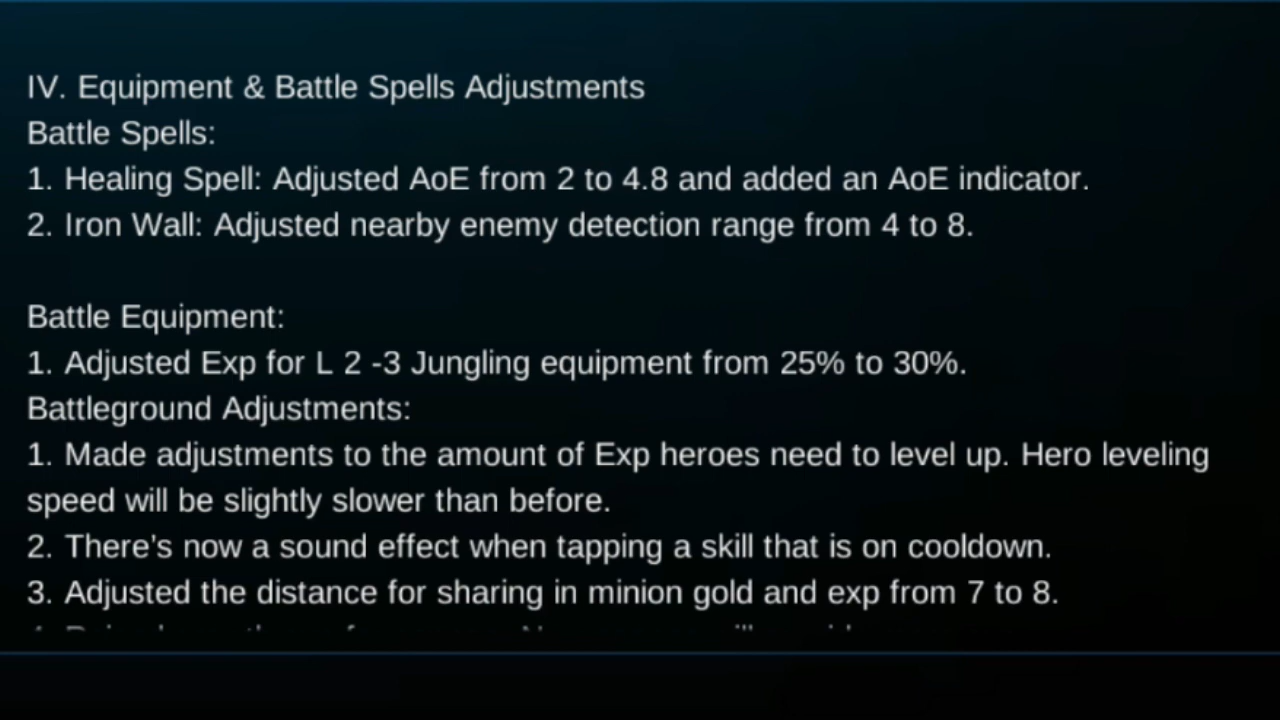 IV. Equipment & Battle Spells Adjustments
Battle Spells:
1. Healing Spell: Adjusted AoE from 2 to 4.8 and added an AoE indicator.
2. Iron Wall: Adjusted nearby enemy detection range from 4 to 8.
Battle Equipment:
1. Adjusted Exp for L 2 -3 Jungling equipment from 25% to 30%.
Battleground Adjustments:
1. Made adjustments to the amount of Exp heroes need to level up. Hero leveling
speed will be slightly slower than before.
2. There's now a sound effect when tapping a skill that is on cooldown.
3. Adjusted the distance for sharing in minion gold and exp from 7 to 8.